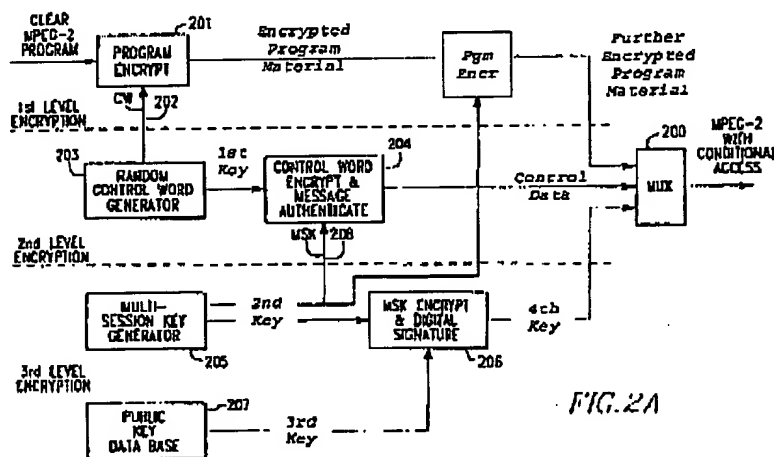 CLEAR
MPEG-2
PROGRAM
201
PROGRAM
ENCRYPT
Encrypted
Program
Material
Pgm
Encr
Further
Encrypted
Program
Material
CW
202
1ST LEVEL
ENCRYPTION
203
RANDOM
CONTROL WORD
GENERATOR
1st
Key
204
CONTROL WORD
ENCRYPT &
MESSAGE
AUTHENTICATE
Control
Data
200
MUX
MPEG-2
WITH
CONDITIONAL
ACCESS
MSK
208
2ND LEVEL
ENCRYPTION
MULTI-
SESSION KEY
GENERATOR
205
2nd
Key
MSK ENCRYPT
& DIGITAL
SIGNATURE
206
4th
Key
3RD LEVEL
ENCRYPTION
207
PUBLIC
KEY
DATA BASE
3rd
Key
FIG. 2A